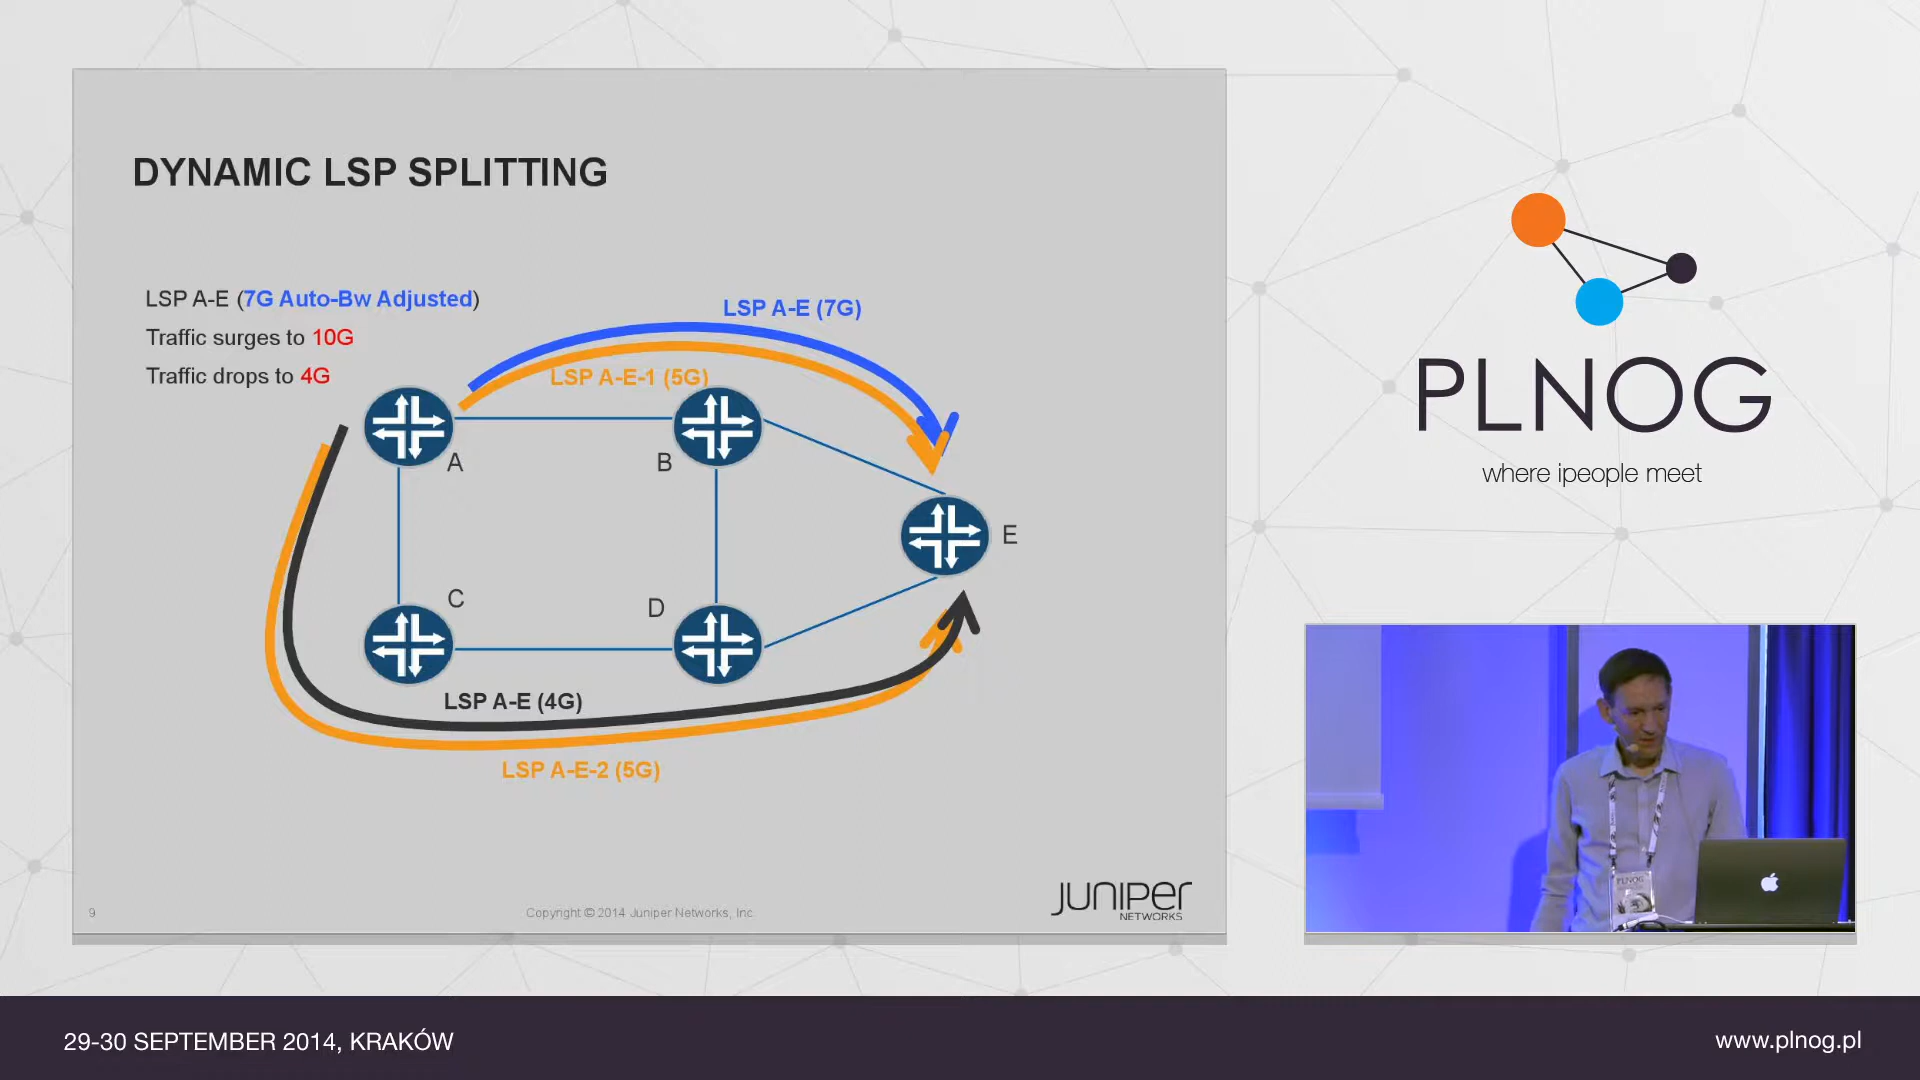 DYNAMIC LSP SPLITTING
LSP A-E (7G Auto-Bw Adjusted)
Traffic surges to 10G
Traffic drops to 4G
LSP A-E (7G)
LSP A-E-1 (5G)
A
B
E
C
D
LSP A-E (4G)
LSP A-E-2 (5G)
9
Copyright © 2014 Juniper Networks, Inc.
JUNIPER
NETWORKS
PLNOG
where ipeople meet
PLNOG
29-30 SEPTEMBER 2014, KRAKÓW
www.plnog.pl